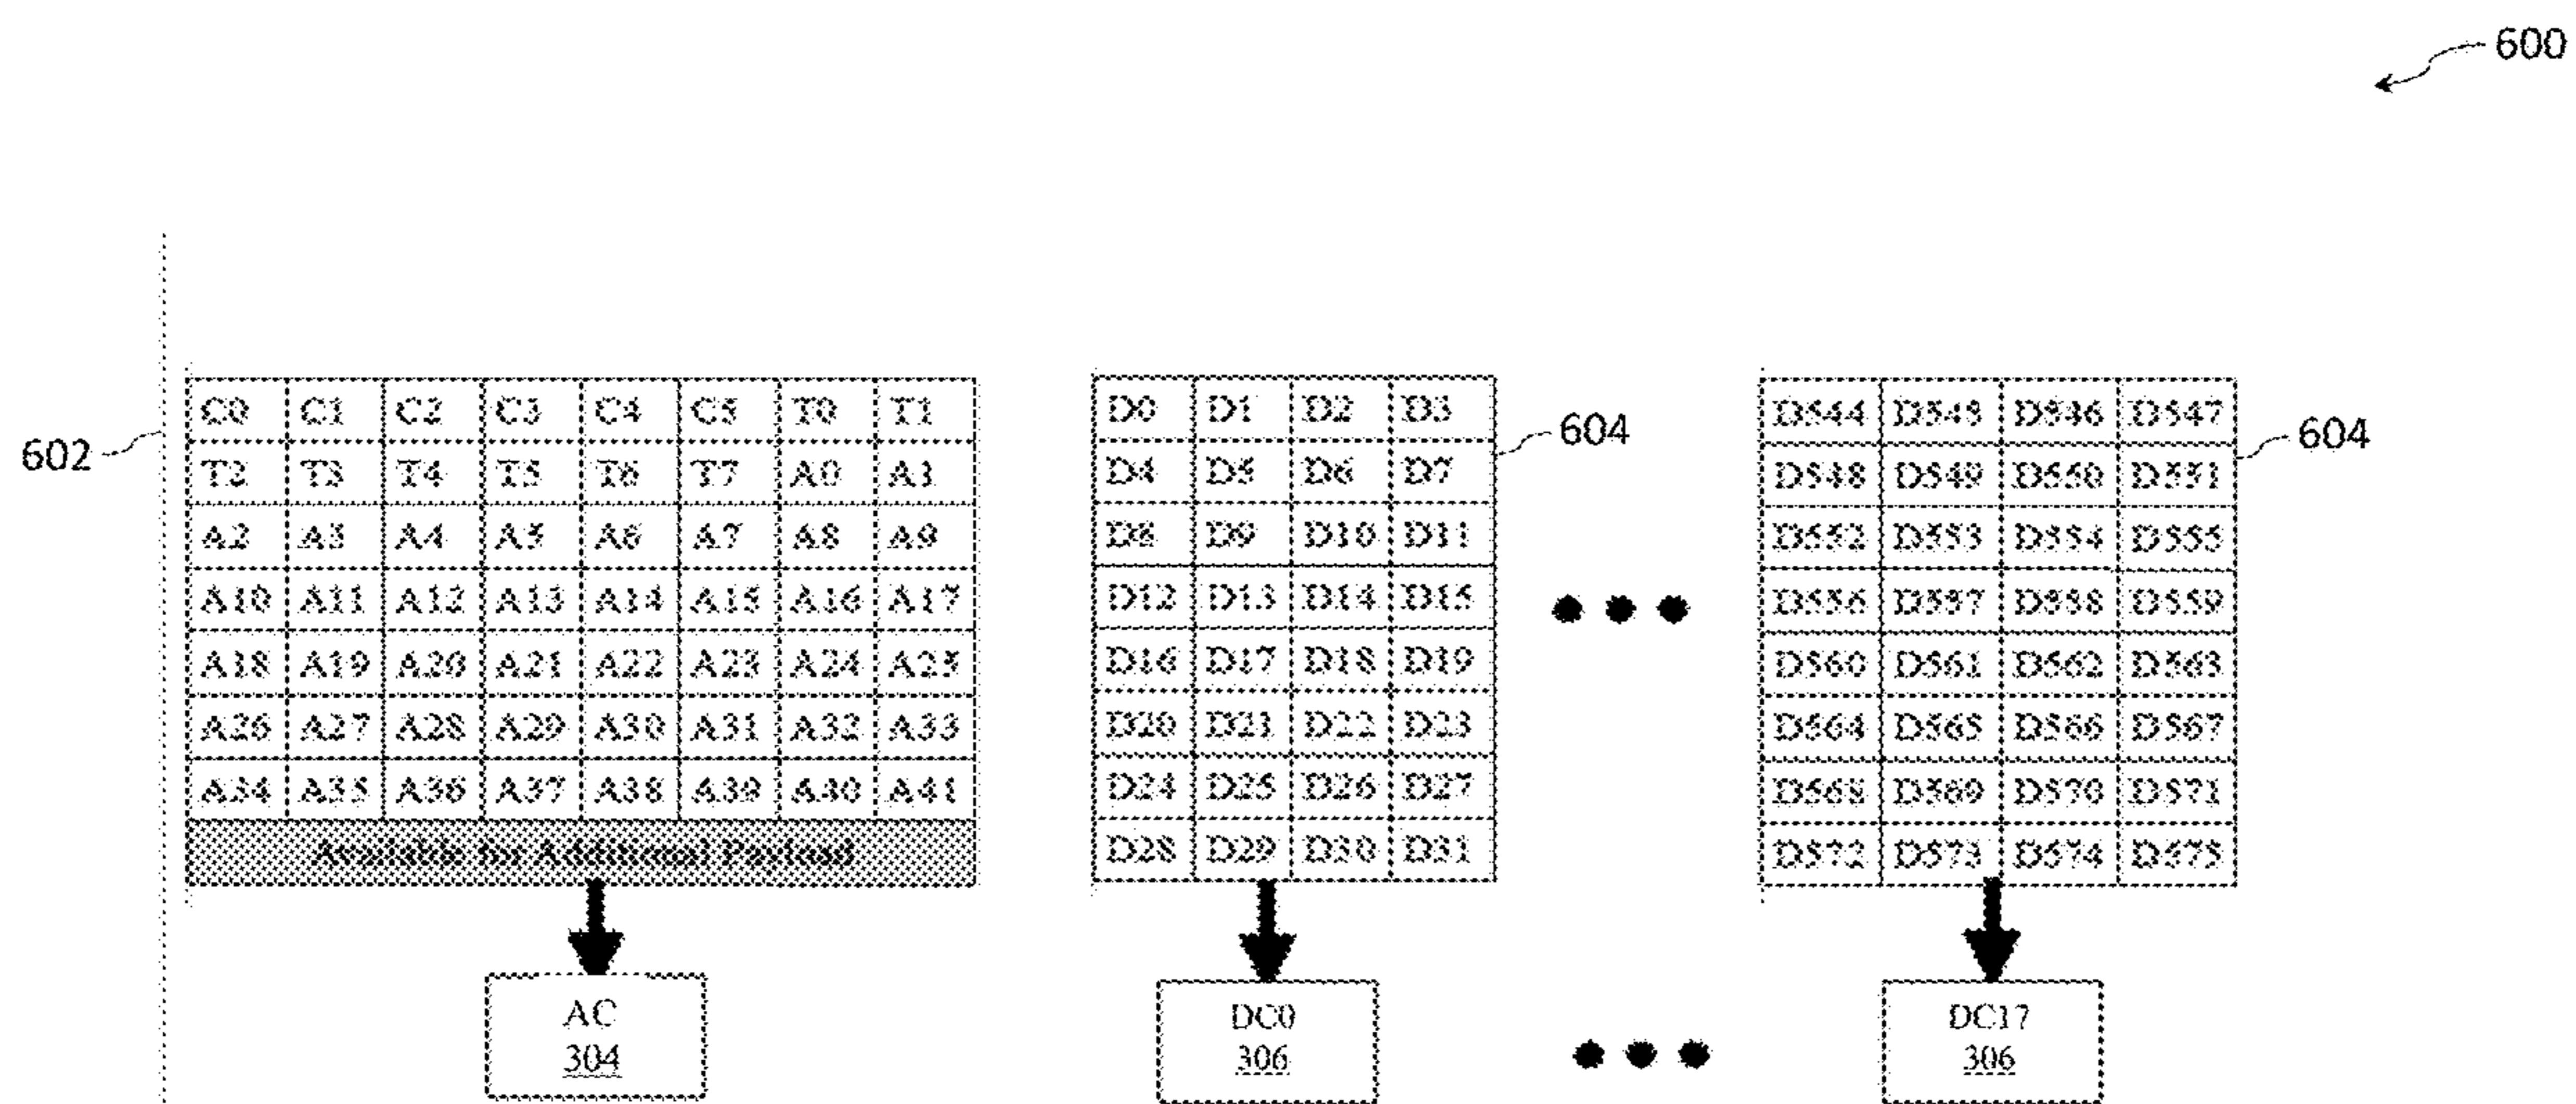 600
C0 C1 C2 C3 C4 C5 T0 T1
T2 T3 T4 T5 T6 T7 A0 A1
A2 A3 A4 A5 A6 A7 A8 A9
A10 A11 A12 A13 A14 A15 A16 A17
A18 A19 A20 A21 A22 A23 A24 A25
A26 A27 A28 A29 A30 A31 A32 A33
A34 A35 A36 A37 A38 A39 A40 A41
Available for Additional Payload
602
D0 D1 D2 D3
D4 D5 D6 D7
D8 D9 D10 D11
D12 D13 D14 D15
D16 D17 D18 D19
D20 D21 D22 D23
D24 D25 D26 D27
D28 D29 D30 D31
604
D544 D545 D546 D547
D548 D549 D550 D551
D552 D553 D554 D555
D556 D557 D558 D559
D560 D561 D562 D563
D564 D565 D566 D567
D568 D569 D570 D571
D572 D573 D574 D575
604
AC
304
DC0
306
DC17
306